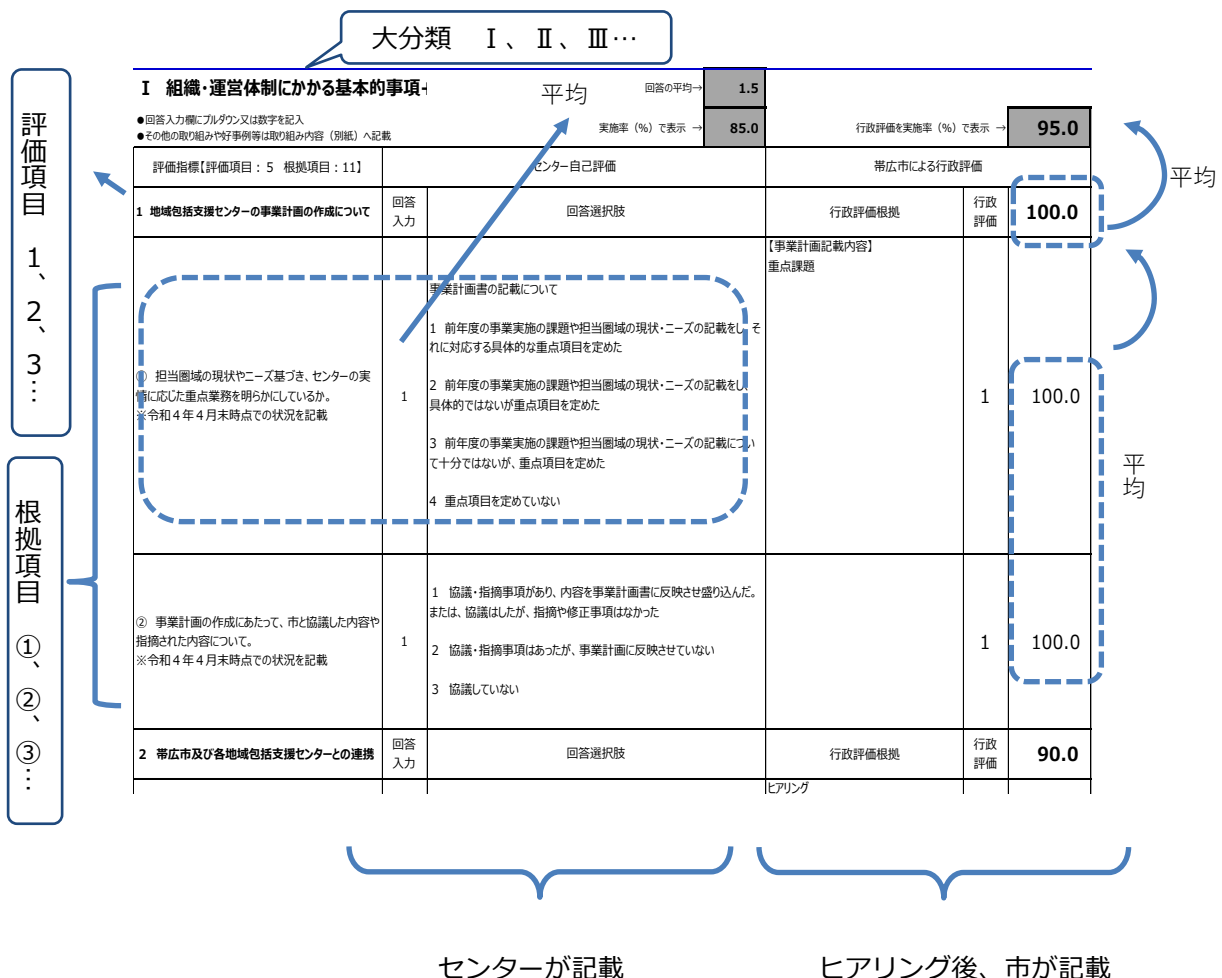 大分類　Ⅰ、Ⅱ、Ⅲ…
評価項目　1、2、3…
根拠項目　①、②、③…
Ⅰ　組織・運営体制にかかる基本的事項
平均
回答の平均→　1.5
●回答入力欄にプルダウン又は数字を記入
●その他の取り組みや好事例等は取り組み内容（別紙）へ記載
実施率（%）で表示 →　85.0
行政評価を実施率（%）で表示 →　95.0
平均
評価指標【評価項目：5　根拠項目：11】
センター自己評価
帯広市による行政評価
1 地域包括支援センターの事業計画の作成について
回答
入力
回答選択肢
行政評価根拠
行政
評価
100.0
① 担当圏域の現状やニーズ基づき、センターの実
情に応じた重点業務を明らかにしているか。
※令和４年４月末時点での状況を記載
1
事業計画書の記載について
1 前年度の事業実施の課題や担当圏域の現状・ニーズの記載をし、そ
れに対応する具体的な重点項目を定めた
2 前年度の事業実施の課題や担当圏域の現状・ニーズの記載をし、
具体的ではないが重点項目を定めた
3 前年度の事業実施の課題や担当圏域の現状・ニーズの記載につい
て十分ではないが、重点項目を定めた
4 重点項目を定めていない
【事業計画記載内容】
重点課題
1
100.0
平均
② 事業計画の作成にあたって、市と協議した内容や
指摘された内容について。
※令和４年４月末時点での状況を記載
1
1 協議・指摘事項があり、内容を事業計画書に反映させ盛り込んだ。
または、協議はしたが、指摘や修正事項はなかった
2 協議・指摘事項はあったが、事業計画に反映させていない
3 協議していない
1
100.0
2 帯広市及び各地域包括支援センターとの連携
回答
入力
回答選択肢
行政評価根拠
行政
評価
90.0
ヒアリング
センターが記載
ヒアリング後、市が記載